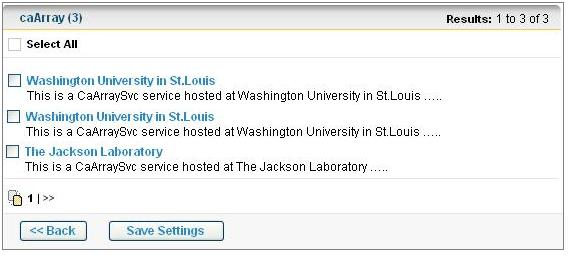 caArray (3) Results: 1 to 3 of 3
Select All
Washington University in St.Louis
This is a CaArraySvc service hosted at Washington University in St.Louis .....
Washington University in St.Louis
This is a CaArraySvc service hosted at Washington University in St.Louis .....
The Jackson Laboratory
This is a CaArraySvc service hosted at The Jackson Laboratory .....
1 | >>
<< Back Save Settings